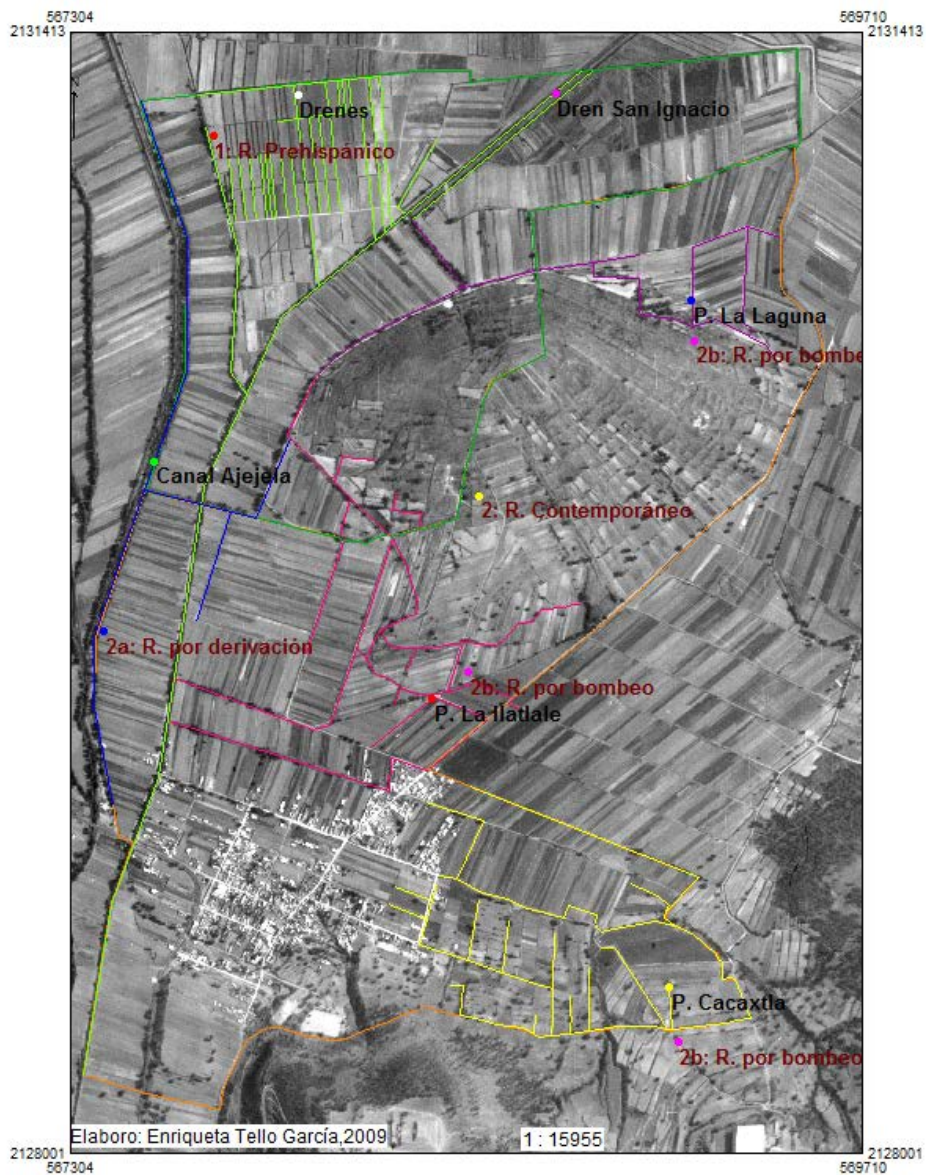 567304
569710
2131413
2131413
Drenes
Dren San Ignacio
1: R. Prehispánico
P. La Laguna
2b: R. por bombe
Canal Ajejela
2: R. Contemporáneo
2a: R. por derivación
2b: R. por bombeo
P. La Ilatlale
P. Cacaxtla
2b: R. por bombeo
Elaboro: Enriqueta Tello García,2009
1 : 15955
2128001
2128001
567304
569710